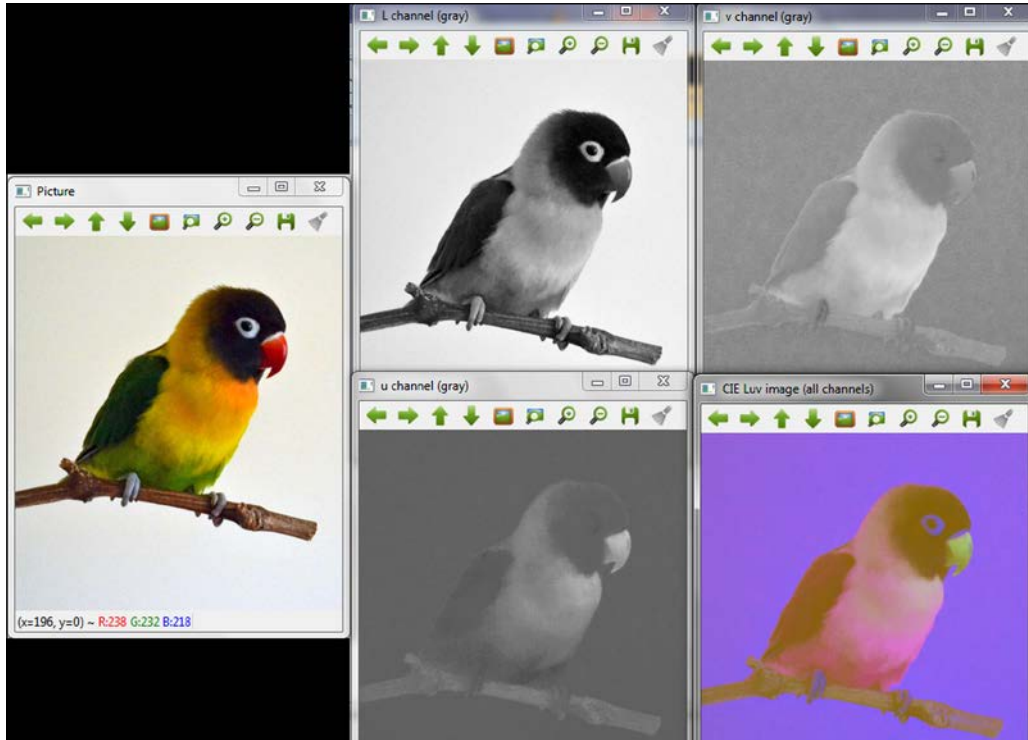 Picture
(x=196, y=0) ~ R:238 G:232 B:218
L channel (gray)
v channel (gray)
u channel (gray)
CIE Luv image (all channels)